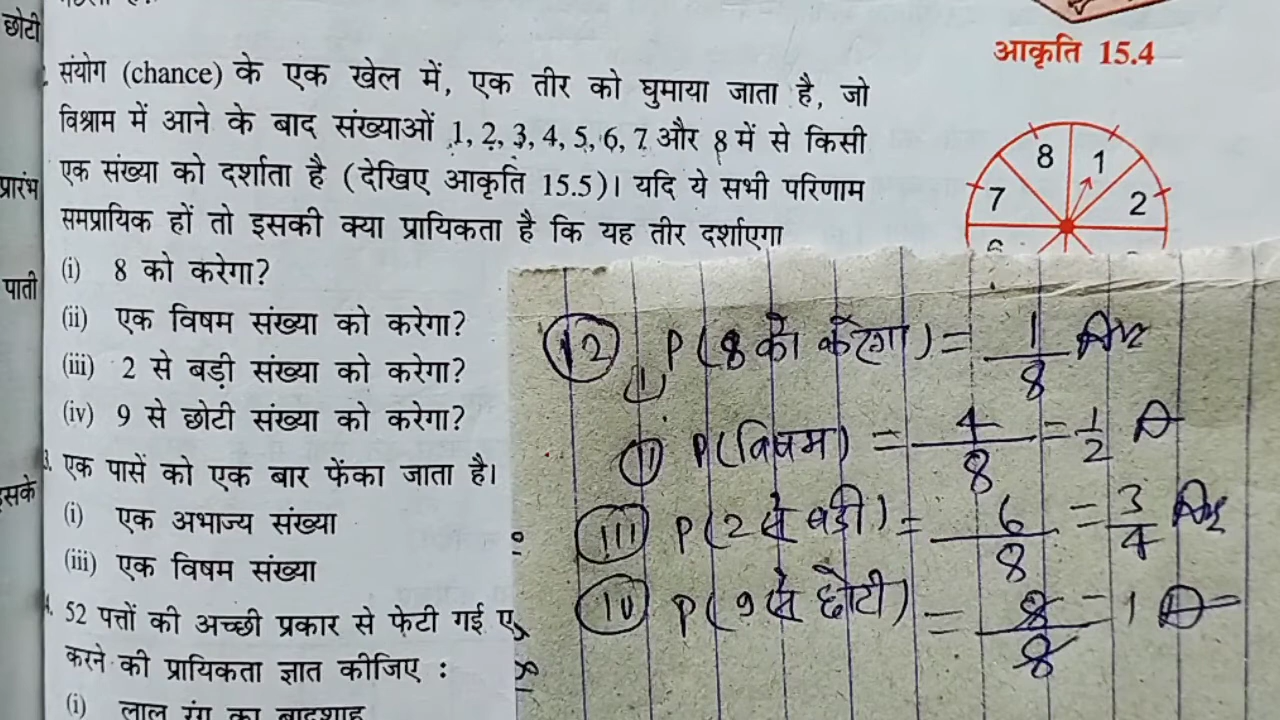 छोटी
आकृति 15.4
संयोग (chance) के एक खेल में, एक तीर को घुमाया जाता है, जो
विश्राम में आने के बाद संख्याओं 1, 2, 3, 4, 5, 6, 7 और 8 में से किसी
एक संख्या को दर्शाता है (देखिए आकृति 15.5)। यदि ये सभी परिणाम
समप्रायिक हों तो इसकी क्या प्रायिकता है कि यह तीर दर्शाएगा
प्रारंभ
8 1
7 2
6
पाती
(i) 8 को करेगा?
(ii) एक विषम संख्या को करेगा?
(iii) 2 से बड़ी संख्या को करेगा?
(iv) 9 से छोटी संख्या को करेगा?
3. एक पासें को एक बार फेंका जाता है।
इसके
(i) एक अभाज्य संख्या
(iii) एक विषम संख्या
52 पत्तों की अच्छी प्रकार से फेटी गई
करने की प्रायिकता ज्ञात कीजिए :
(i) लाल रंग का बादशाह
12 (i) P(8 को करेगा) = 1/8 Ans
(ii) P(विषम) = 4/8 = 1/2 A
(iii) P(2 से बड़ी) = 6/8 = 3/4 Ans
(iv) P(9 से छोटी) = 8/8 = 1 A